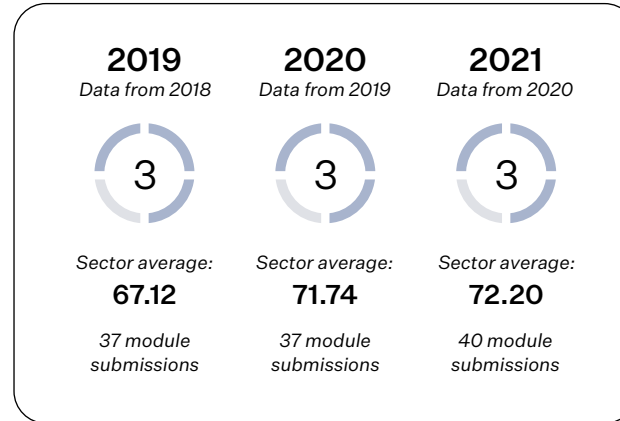 2019
Data from 2018
3
Sector average:
67.12
37 module
submissions
2020
Data from 2019
3
Sector average:
71.74
37 module
submissions
2021
Data from 2020
3
Sector average:
72.20
40 module
submissions